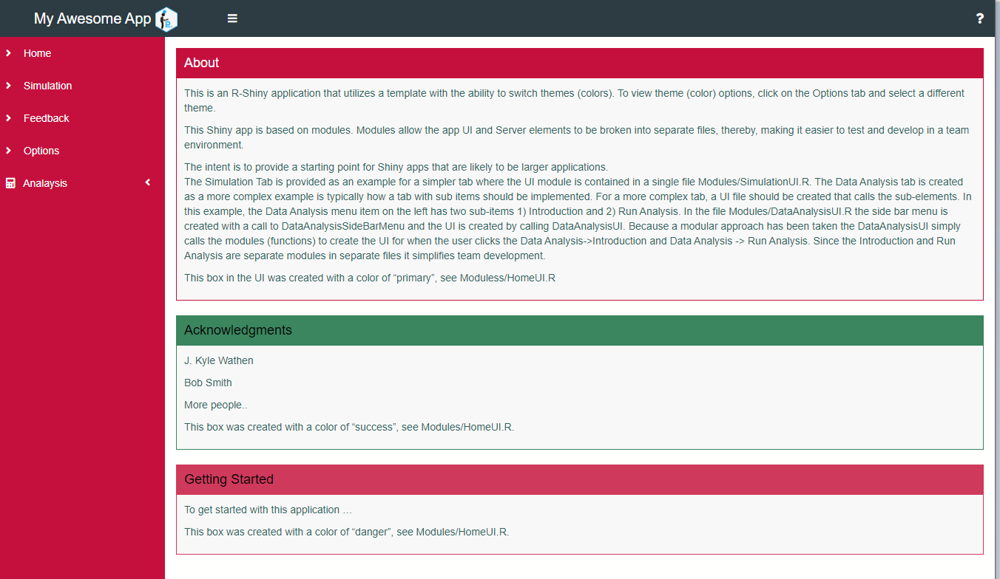 My Awesome App
?
Home
Simulation
Feedback
Options
Analaysis
About
This is an R-Shiny application that utilizes a template with the ability to switch themes (colors). To view theme (color) options, click on the Options tab and select a different
theme.
This Shiny app is based on modules. Modules allow the app UI and Server elements to be broken into separate files, thereby, making it easier to test and develop in a team
environment.
The intent is to provide a starting point for Shiny apps that are likely to be larger applications.
The Simulation Tab is provided as an example for a simpler tab where the UI module is contained in a single file Modules/SimulationUI.R. The Data Analysis tab is created
as a more complex example is typically how a tab with sub items should be implemented. For a more complex tab, a UI file should be created that calls the sub-elements. In
this example, the Data Analysis menu item on the left has two sub-items 1) Introduction and 2) Run Analysis. In the file Modules/DataAnalysisUI.R the side bar menu is
created with a call to DataAnalysisSideBarMenu and the UI is created by calling DataAnalysisUI. Because a modular approach has been taken the DataAnalysisUI simply
calls the modules (functions) to create the UI for when the user clicks the Data Analysis->Introduction and Data Analysis -> Run Analysis. Since the Introduction and Run
Analysis are separate modules in separate files it simplifies team development.
This box in the UI was created with a color of “primary”, see Moduless/HomeUI.R
Acknowledgments
J. Kyle Wathen
Bob Smith
More people..
This box was created with a color of “success”, see Modules/HomeUI.R.
Getting Started
To get started with this application …
This box was created with a color of “danger”, see Modules/HomeUI.R.